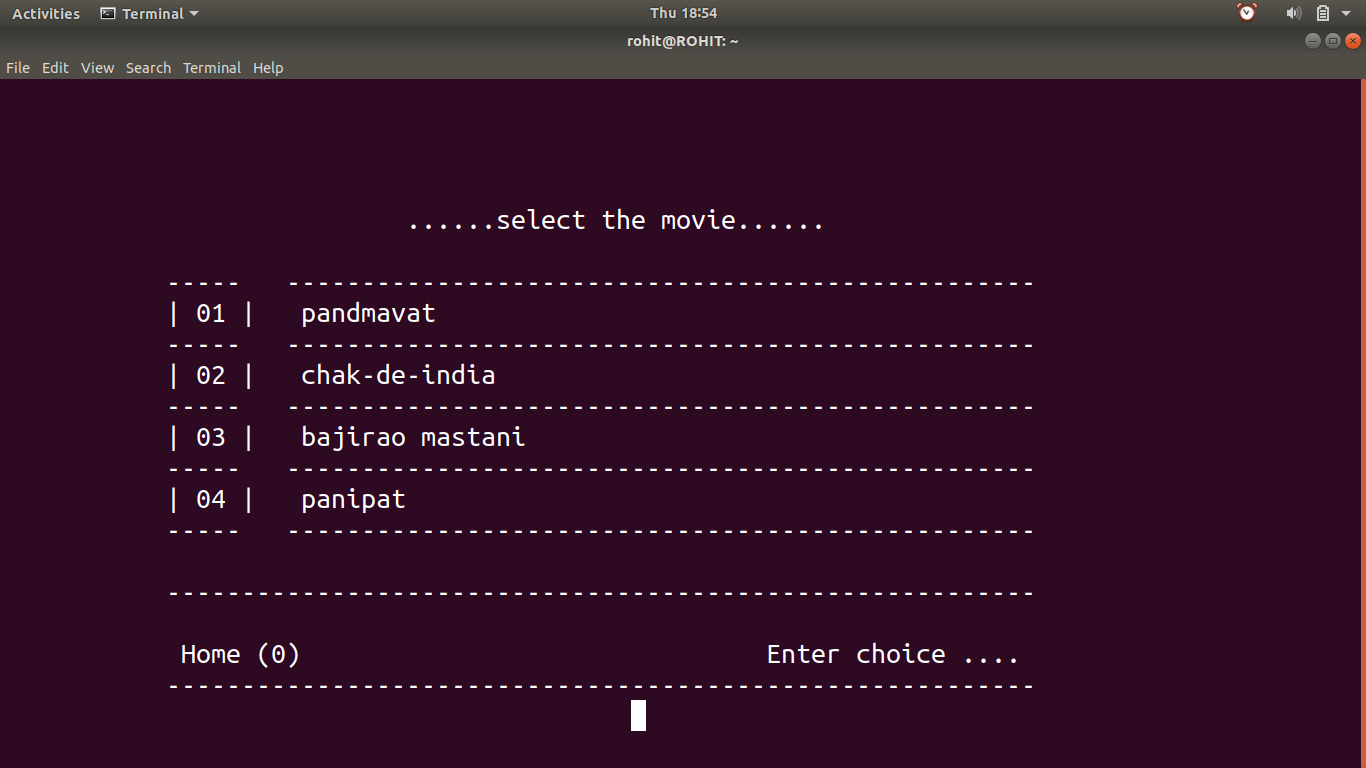 Activities Terminal Thu 18:54
rohit@ROHIT: ~
File Edit View Search Terminal Help
......select the movie......
----- --------------------------------------------------
| 01 | pandmavat
----- --------------------------------------------------
| 02 | chak-de-india
----- --------------------------------------------------
| 03 | bajirao mastani
----- --------------------------------------------------
| 04 | panipat
----- --------------------------------------------------
----------------------------------------------------------
Home (0) Enter choice ....
----------------------------------------------------------